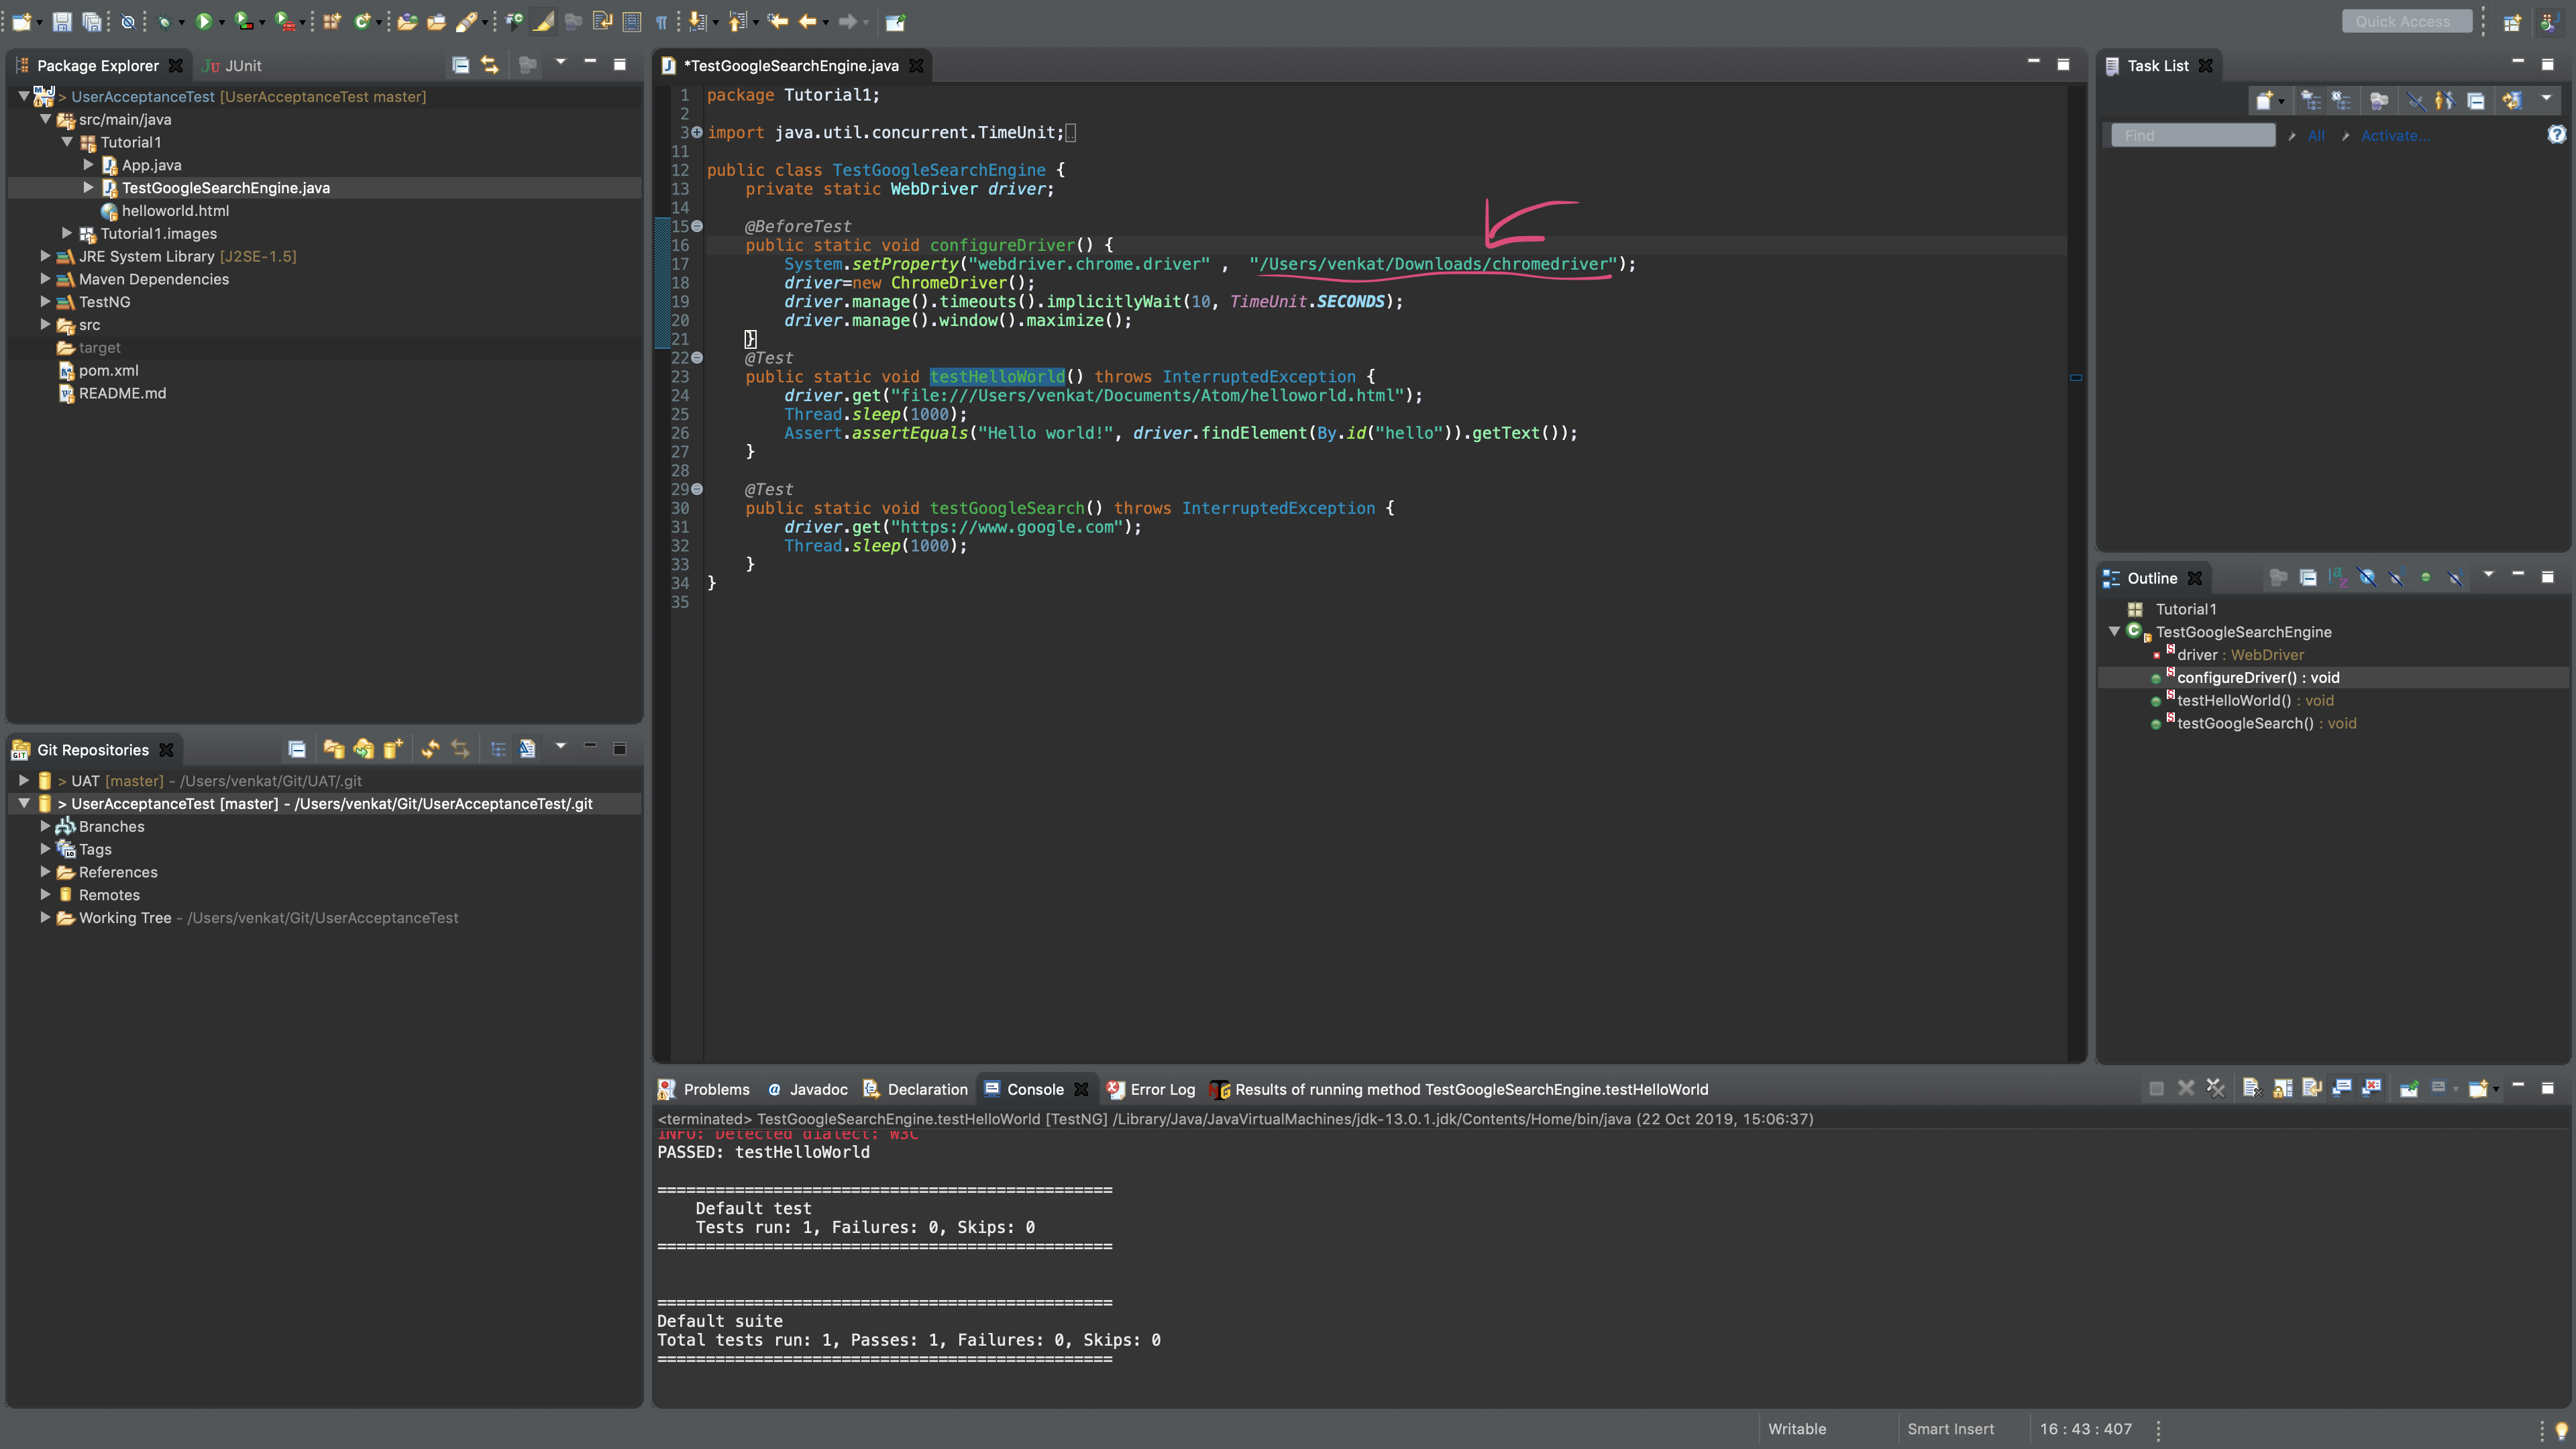 Quick Access
Package Explorer
JUnit
> UserAcceptanceTest [UserAcceptanceTest master]
src/main/java
Tutorial1
App.java
TestGoogleSearchEngine.java
helloworld.html
Tutorial1.images
JRE System Library [J2SE-1.5]
Maven Dependencies
TestNG
src
target
pom.xml
README.md
Git Repositories
> UAT [master] - /Users/venkat/Git/UAT/.git
> UserAcceptanceTest [master] - /Users/venkat/Git/UserAcceptanceTest/.git
Branches
Tags
References
Remotes
Working Tree - /Users/venkat/Git/UserAcceptanceTest
*TestGoogleSearchEngine.java
1 package Tutorial1;
2
3 import java.util.concurrent.TimeUnit;
11
12 public class TestGoogleSearchEngine {
13 private static WebDriver driver;
14
15 @BeforeTest
16 public static void configureDriver() {
17 System.setProperty("webdriver.chrome.driver" , "/Users/venkat/Downloads/chromedriver");
18 driver=new ChromeDriver();
19 driver.manage().timeouts().implicitlyWait(10, TimeUnit.SECONDS);
20 driver.manage().window().maximize();
21 }
22 @Test
23 public static void testHelloWorld() throws InterruptedException {
24 driver.get("file:///Users/venkat/Documents/Atom/helloworld.html");
25 Thread.sleep(1000);
26 Assert.assertEquals("Hello world!", driver.findElement(By.id("hello")).getText());
27 }
28
29 @Test
30 public static void testGoogleSearch() throws InterruptedException {
31 driver.get("https://www.google.com");
32 Thread.sleep(1000);
33 }
34 }
35
Task List
Find
All
Activate...
Outline
Tutorial1
TestGoogleSearchEngine
driver : WebDriver
configureDriver() : void
testHelloWorld() : void
testGoogleSearch() : void
Problems
@ Javadoc
Declaration
Console
Error Log
Results of running method TestGoogleSearchEngine.testHelloWorld
<terminated> TestGoogleSearchEngine.testHelloWorld [TestNG] /Library/Java/JavaVirtualMachines/jdk-13.0.1.jdk/Contents/Home/bin/java (22 Oct 2019, 15:06:37)
INFO: Detected dialect: W3C
PASSED: testHelloWorld
===============================================
Default test
Tests run: 1, Failures: 0, Skips: 0
===============================================
===============================================
Default suite
Total tests run: 1, Passes: 1, Failures: 0, Skips: 0
===============================================
Writable
Smart Insert
16 : 43 : 407